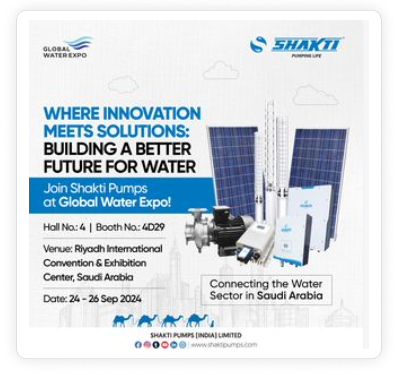 GLOBAL
WATER EXPO
SHAKTI
PUMPING LIFE
WHERE INNOVATION
MEETS SOLUTIONS:
BUILDING A BETTER
FUTURE FOR WATER
Join Shakti Pumps
at Global Water Expo!
Hall No.: 4 | Booth No.: 4D29
Venue: Riyadh International
Convention & Exhibition
Center, Saudi Arabia
Date: 24 - 26 Sep 2024
Connecting the Water
Sector in Saudi Arabia
SHAKTI PUMPS [INDIA] LIMITED
www.shaktipumps.com